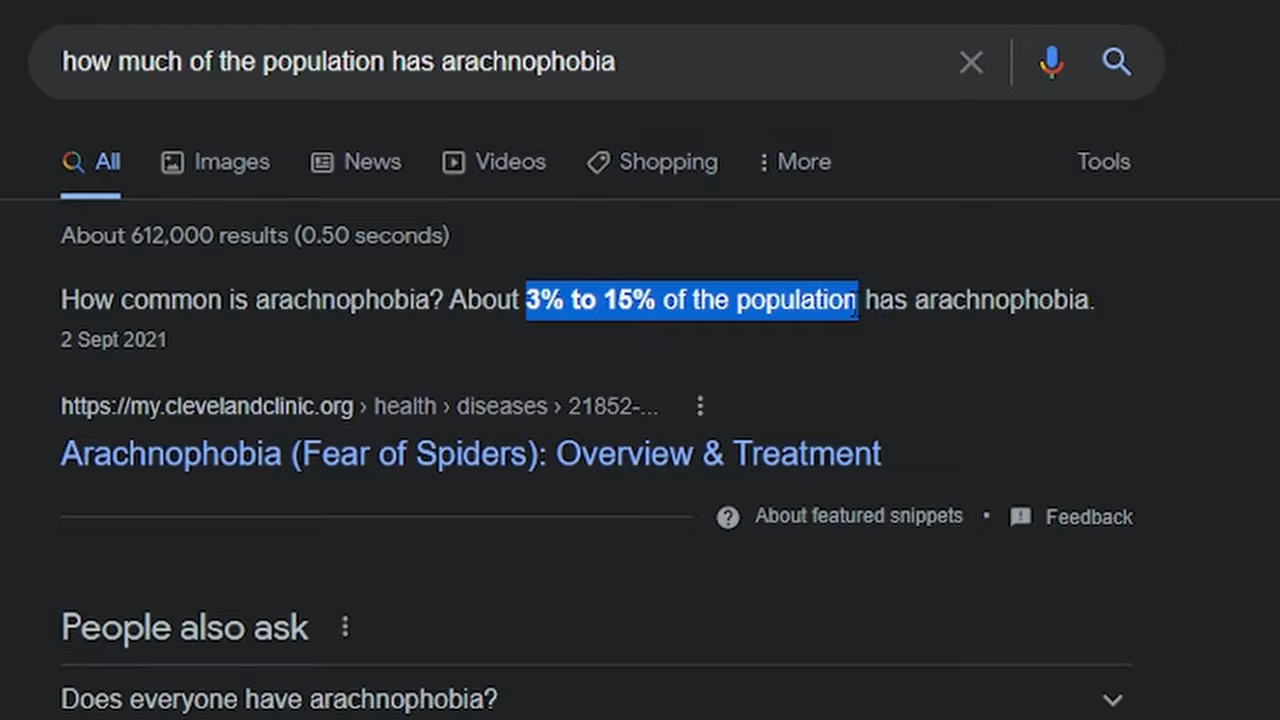 how much of the population has arachnophobia
All Images News Videos Shopping More Tools
About 612,000 results (0.50 seconds)
How common is arachnophobia? About 3% to 15% of the population has arachnophobia.
2 Sept 2021
https://my.clevelandclinic.org › health › diseases › 21852-...
Arachnophobia (Fear of Spiders): Overview & Treatment
About featured snippets • Feedback
People also ask
Does everyone have arachnophobia?